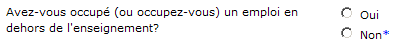 Avez-vous occupé (ou occupez-vous) un emploi en
dehors de l'enseignement?
Oui
Non*